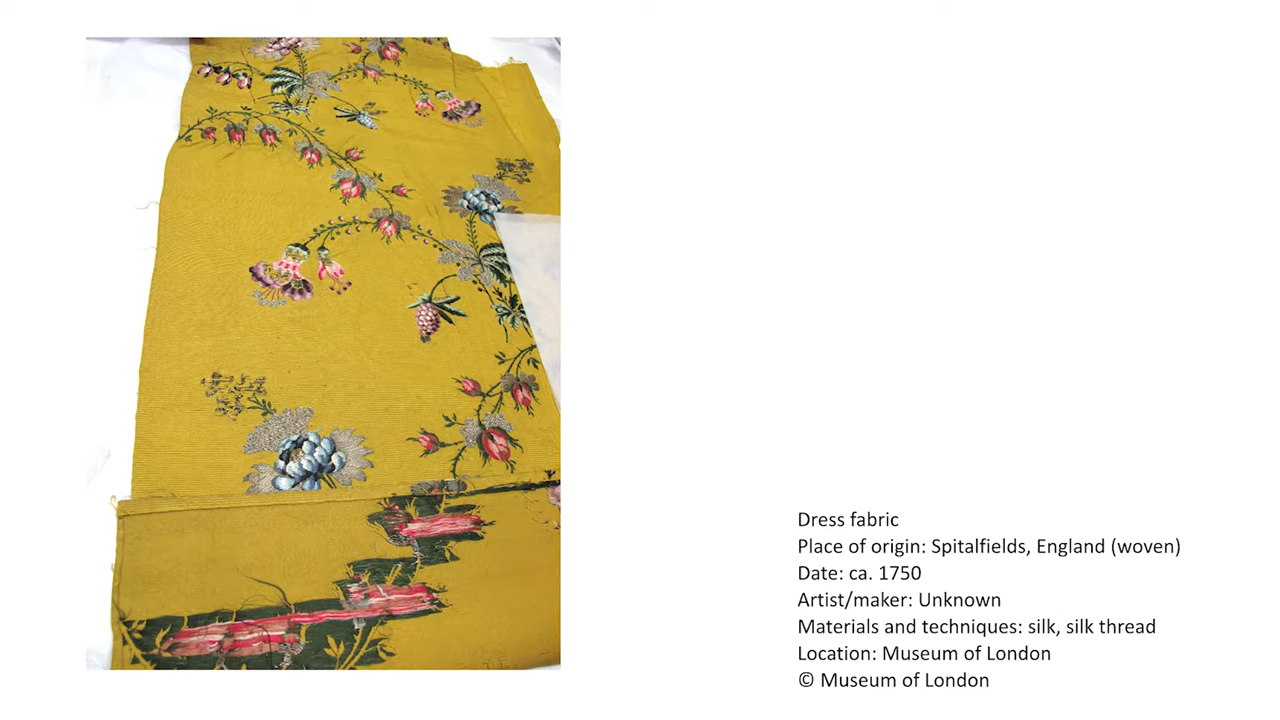 Dress fabric
Place of origin: Spitalfields, England (woven)
Date: ca. 1750
Artist/maker: Unknown
Materials and techniques: silk, silk thread
Location: Museum of London
© Museum of London